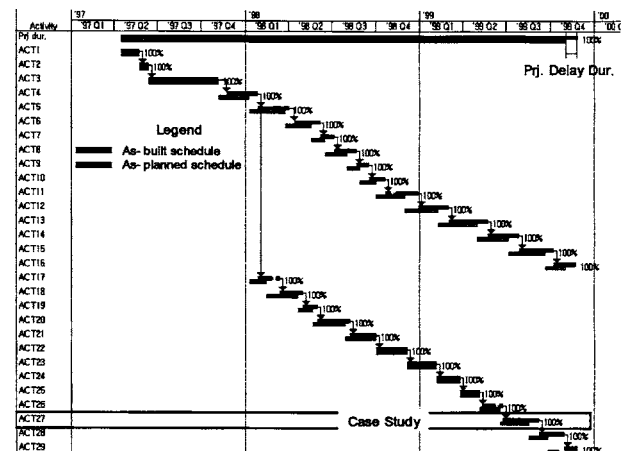 '97 '98 '99 '00
Activity '97 Q1 '97 Q2 '97 Q3 '97 Q4 '98 Q1 '98 Q2 '98 Q3 '98 Q4 '99 Q1 '99 Q2 '99 Q3 '99 Q4
Prj dur. 100%
ACT1 100%
Prj. Delay Dur.
ACT2 100%
ACT3 100%
ACT4 100%
ACT5 100%
ACT6 100%
Legend
ACT7 100%
ACT8 100%
As- built schedule
ACT9 100%
As- planned schedule
ACT10 100%
ACT11 100%
ACT12 100%
ACT13 100%
ACT14 100%
ACT15 100%
ACT16 100%
ACT17 100%
ACT18 100%
ACT19 100%
ACT20 100%
ACT21 100%
ACT22 100%
ACT23 100%
ACT24 100%
ACT25 100%
ACT26 100%
ACT27 Case Study 100%
ACT28 100%
ACT29 100%